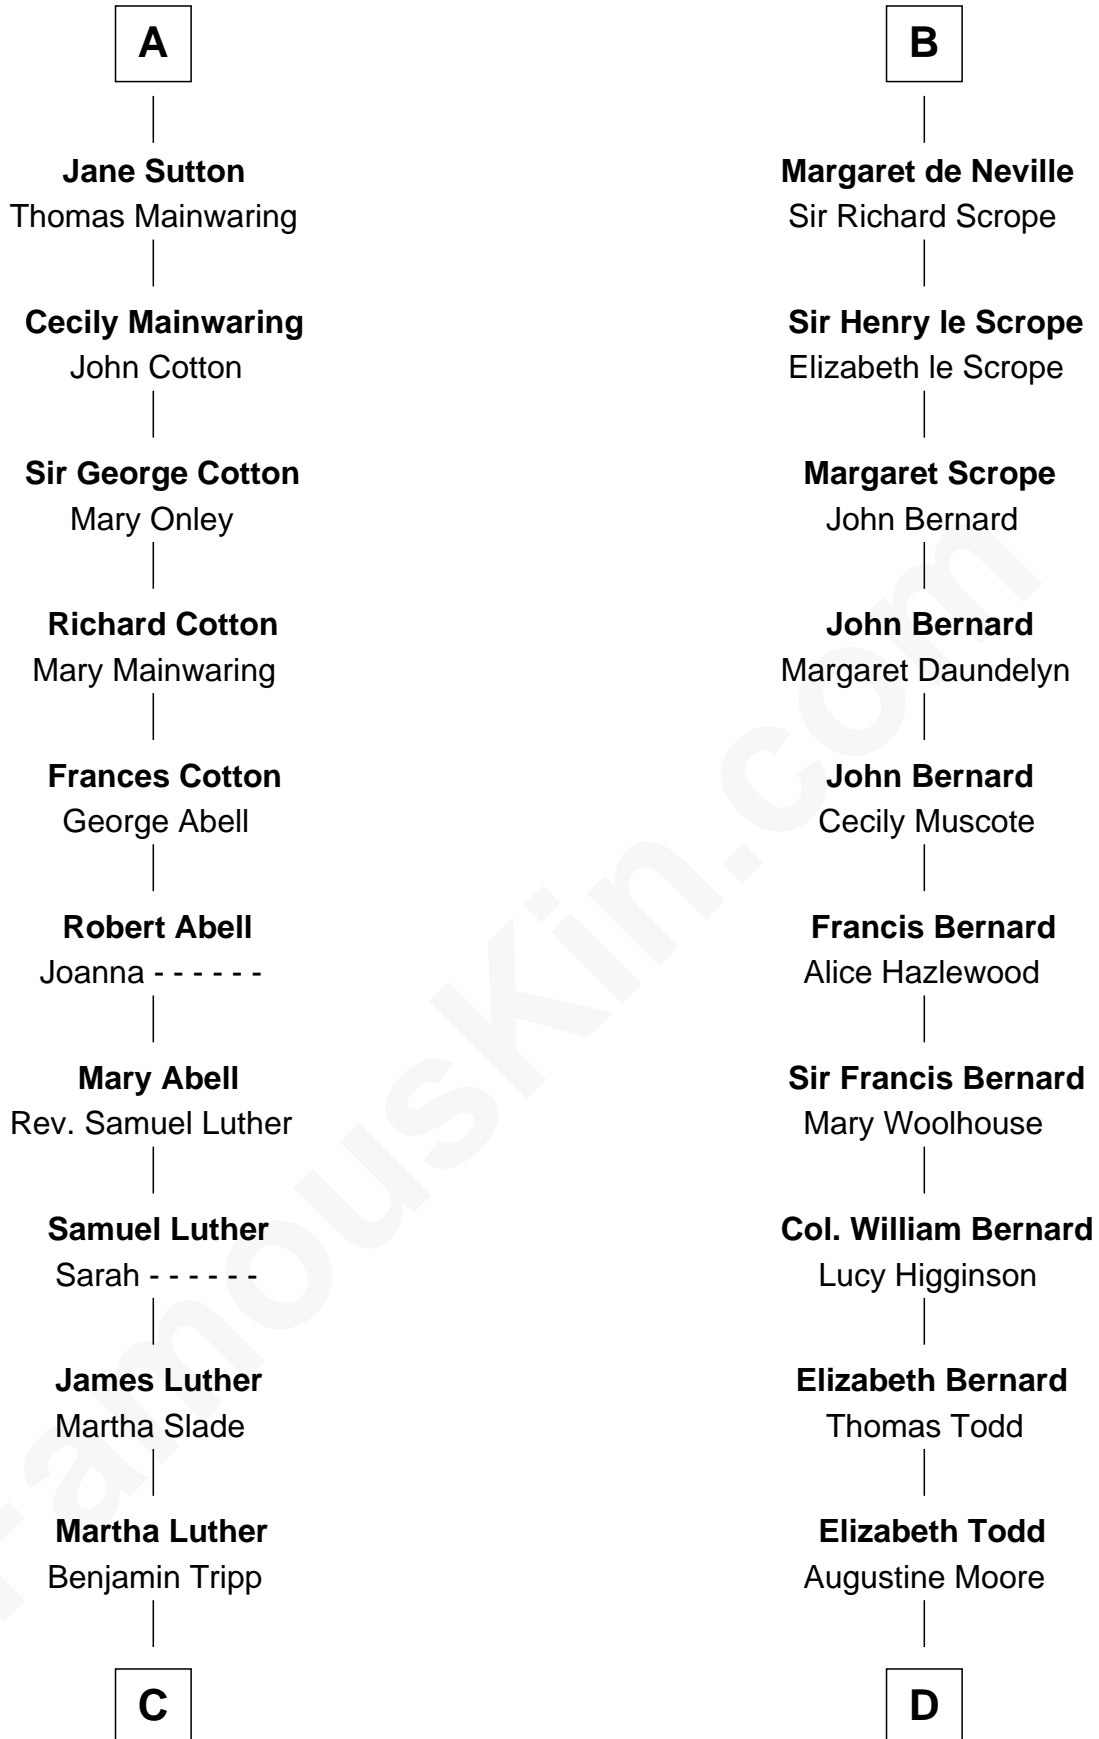 A
Jane Sutton
Thomas Mainwaring
Cecily Mainwaring
John Cotton
Sir George Cotton
Mary Onley
Richard Cotton
Mary Mainwaring
Frances Cotton
George Abell
Robert Abell
Joanna - - - - - -
Mary Abell
Rev. Samuel Luther
Samuel Luther
Sarah - - - - - -
James Luther
Martha Slade
Martha Luther
Benjamin Tripp
C
B
Margaret de Neville
Sir Richard Scrope
Sir Henry le Scrope
Elizabeth le Scrope
Margaret Scrope
John Bernard
John Bernard
Margaret Daundelyn
John Bernard
Cecily Muscote
Francis Bernard
Alice Hazlewood
Sir Francis Bernard
Mary Woolhouse
Col. William Bernard
Lucy Higginson
Elizabeth Bernard
Thomas Todd
Elizabeth Todd
Augustine Moore
D
FamousKin.com